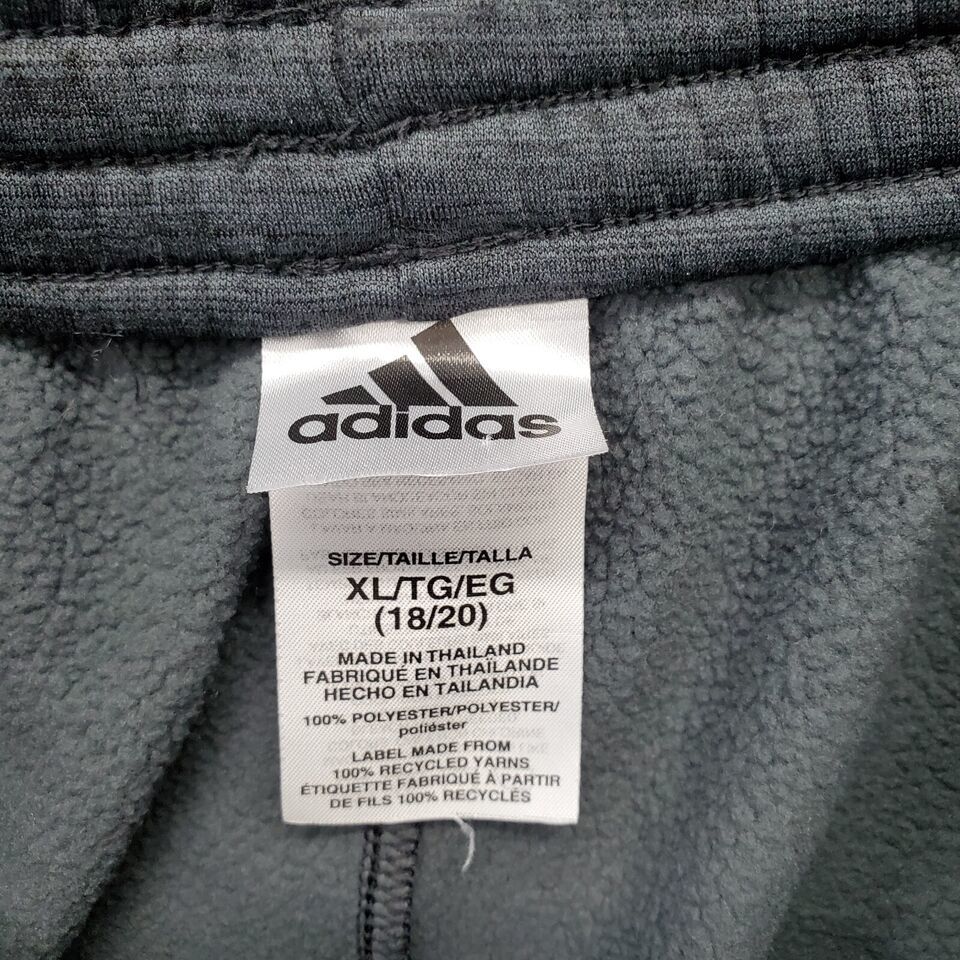 adidas
SIZE/TAILLE/TALLA
XL/TG/EG
(18/20)
MADE IN THAILAND
FABRIQUÉ EN THAÏLANDE
HECHO EN TAILANDIA
100% POLYESTER/POLYESTER/
poliéster
LABEL MADE FROM
100% RECYCLED YARNS
ÉTIQUETTE FABRIQUÉ À PARTIR
DE FILS 100% RECYCLÉS